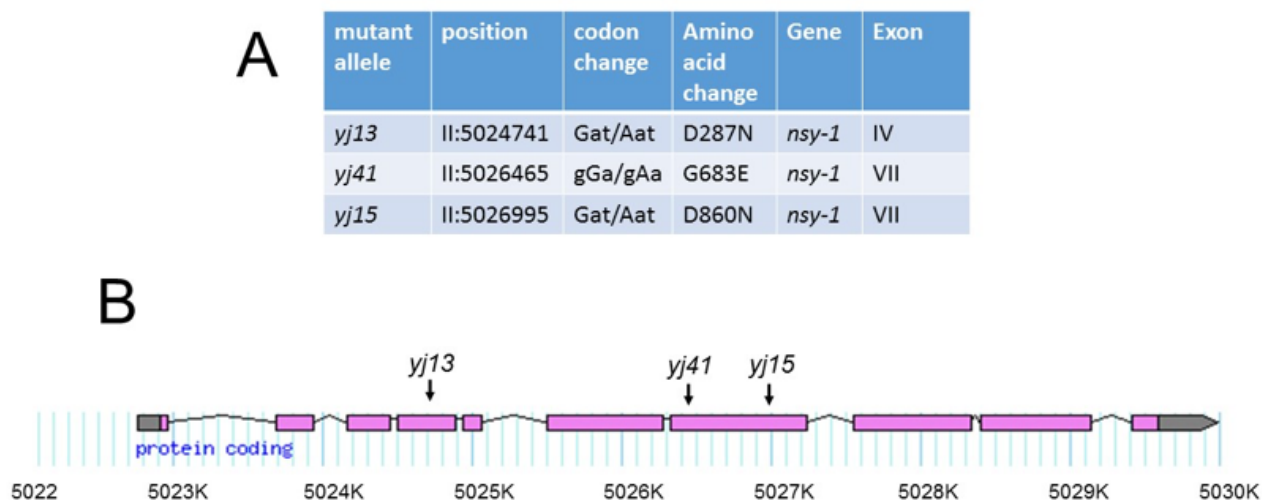 A
mutant allele position codon change Amino acid change Gene Exon
yj13 II:5024741 Gat/Aat D287N nsy-1 IV
yj41 II:5026465 gGa/gAa G683E nsy-1 VII
yj15 II:5026995 Gat/Aat D860N nsy-1 VII
B
yj13 yj41 yj15
protein coding
5022 5023K 5024K 5025K 5026K 5027K 5028K 5029K 5030K